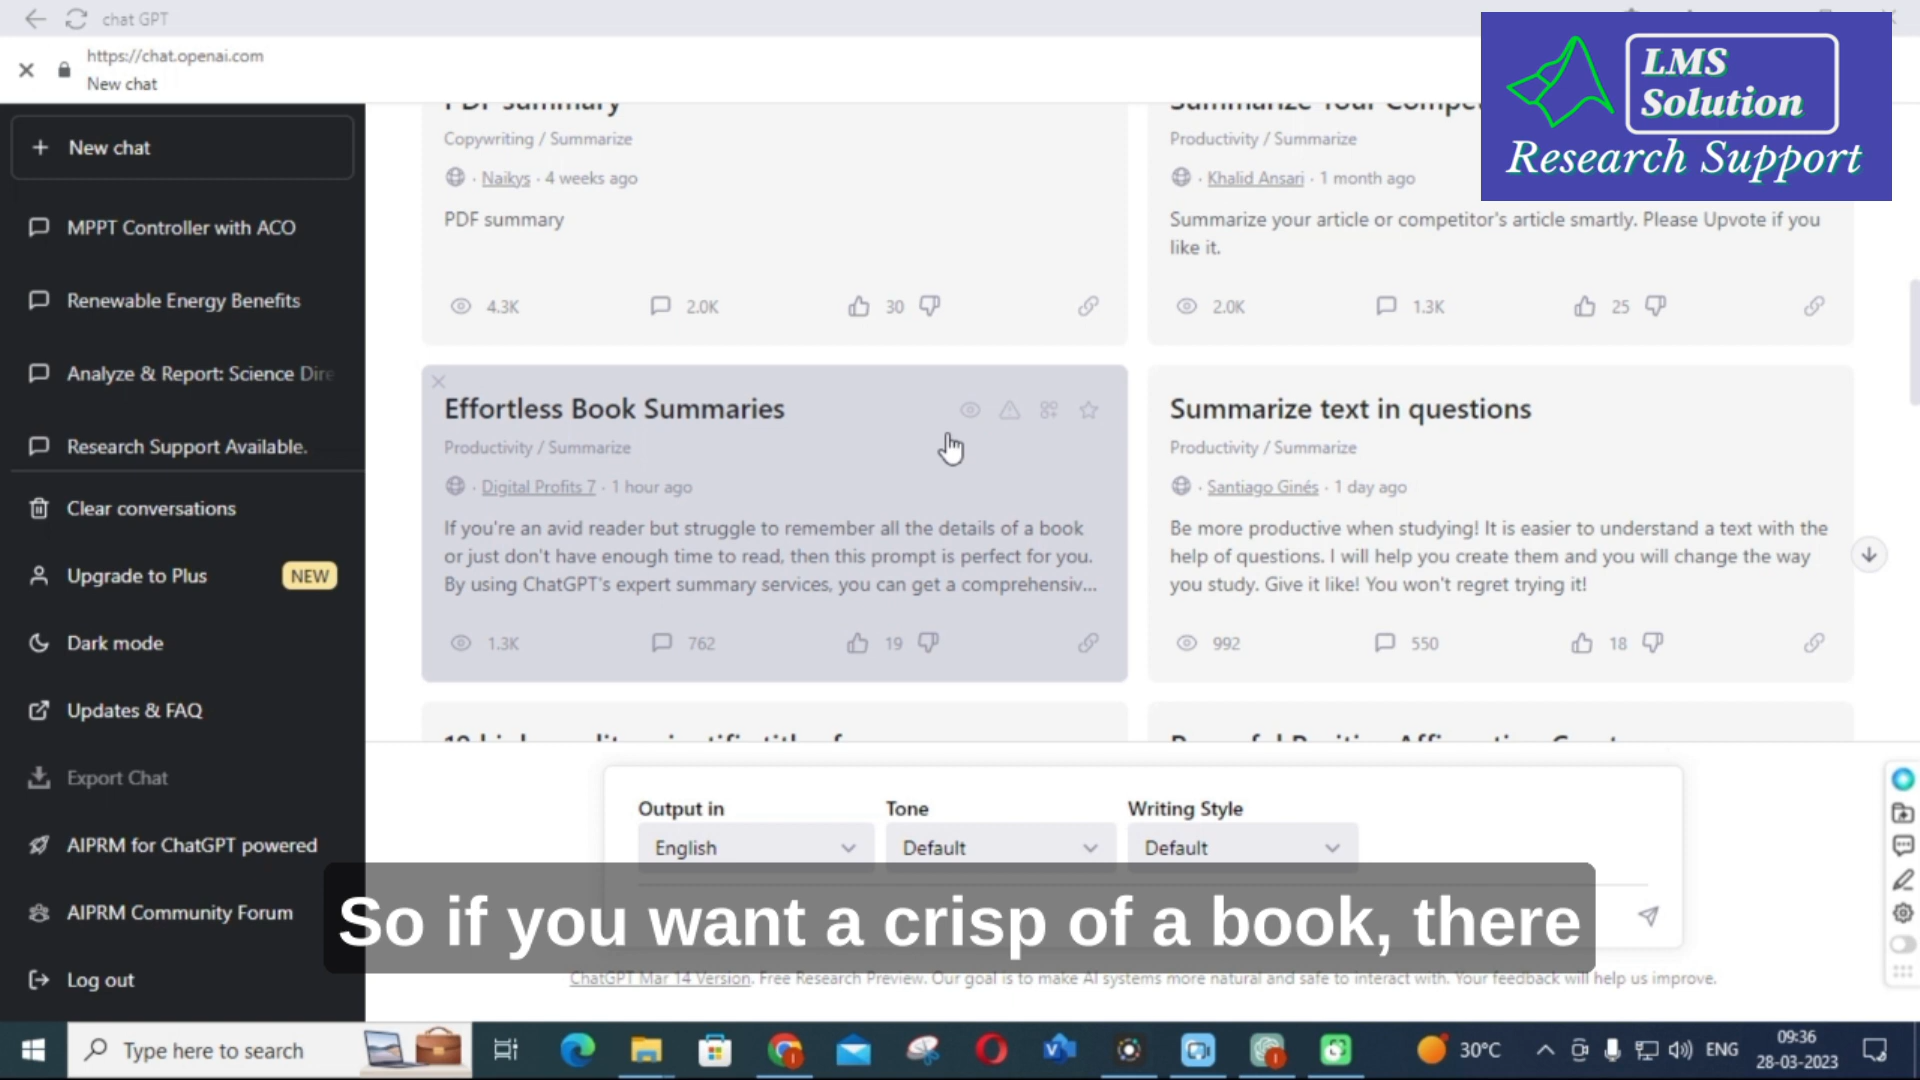 chat GPT
https://chat.openai.com
New chat
LMS
Solution
Research Support
New chat
MPPT Controller with ACO
Renewable Energy Benefits
Analyze & Report: Science Dire
Research Support Available.
Clear conversations
Upgrade to Plus NEW
Dark mode
Updates & FAQ
Export Chat
AIPRM for ChatGPT powered
AIPRM Community Forum
Log out
PDF summary
Copywriting / Summarize
· Naikys · 4 weeks ago
PDF summary
4.3K 2.0K 30
Summarize Your Compe
Productivity / Summarize
· Khalid Ansari · 1 month ago
Summarize your article or competitor's article smartly. Please Upvote if you
like it.
2.0K 1.3K 25
Effortless Book Summaries
Productivity / Summarize
· Digital Profits 7 · 1 hour ago
If you're an avid reader but struggle to remember all the details of a book
or just don't have enough time to read, then this prompt is perfect for you.
By using ChatGPT's expert summary services, you can get a comprehensiv...
1.3K 762 19
Summarize text in questions
Productivity / Summarize
· Santiago Ginés · 1 day ago
Be more productive when studying! It is easier to understand a text with the
help of questions. I will help you create them and you will change the way
you study. Give it like! You won't regret trying it!
992 550 18
Output in Tone Writing Style
English Default Default
So if you want a crisp of a book, there
ChatGPT Mar 14 Version. Free Research Preview. Our goal is to make AI systems more natural and safe to interact with. Your feedback will help us improve.
Type here to search
30°C ENG
09:36
28-03-2023